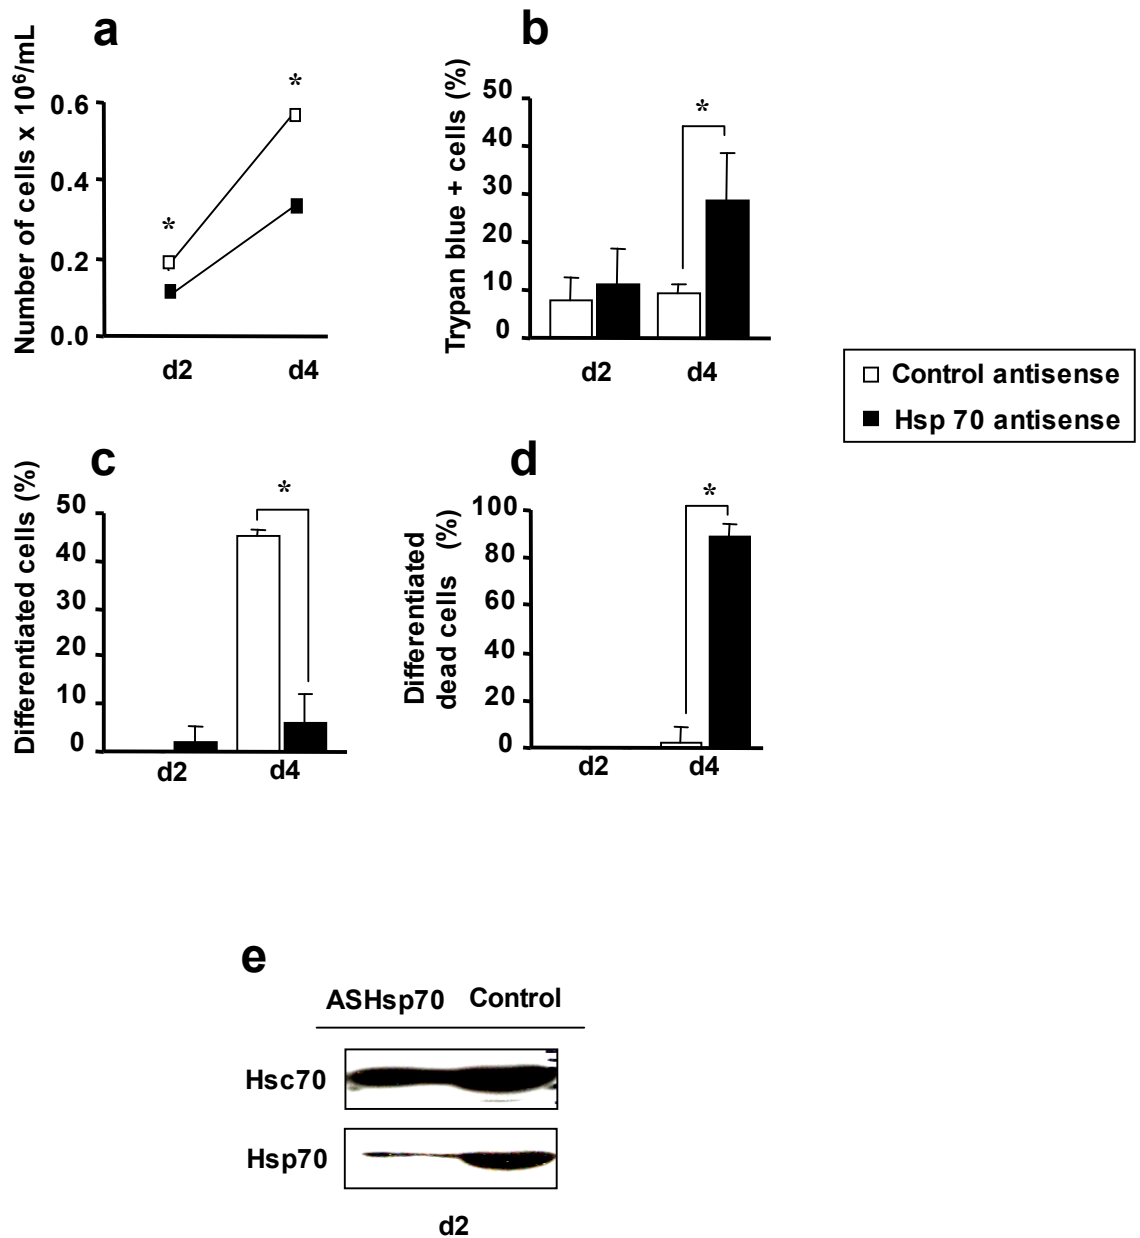 a
Number of cells x 10⁶/mL
0.6
0.4
0.2
0.0
*
*
d2
d4
b
Trypan blue + cells (%)
50
40
30
20
10
0
*
d2
d4
□ Control antisense
■ Hsp 70 antisense
c
Differentiated cells (%)
50
40
30
20
10
0
*
d2
d4
d
Differentiated
dead cells (%)
100
80
60
40
20
0
*
d2
d4
e
ASHsp70 Control
Hsc70
Hsp70
d2